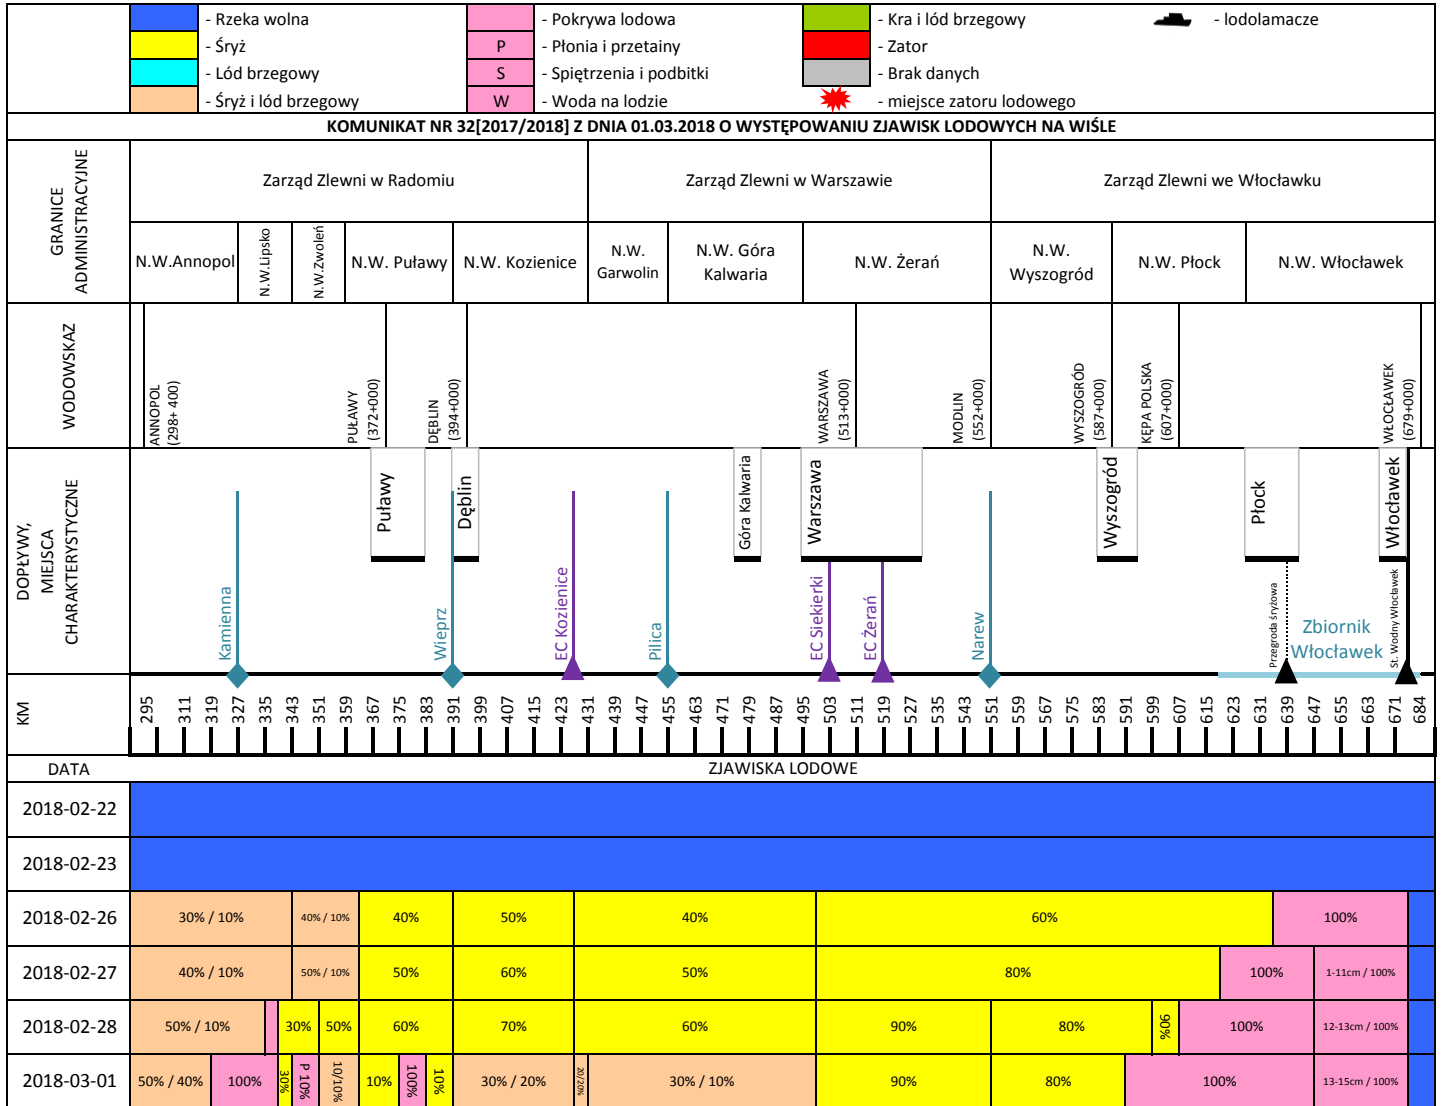 - Rzeka wolna
- Pokrywa lodowa
- Kra i lód brzegowy
- lodolamacze
- Śryż
P - Płonia i przetainy
- Zator
- Lód brzegowy
S - Spiętrzenia i podbitki
- Brak danych
- Śryż i lód brzegowy
W - Woda na lodzie
- miejsce zatoru lodowego
KOMUNIKAT NR 32[2017/2018] Z DNIA 01.03.2018 O WYSTĘPOWANIU ZJAWISK LODOWYCH NA WIŚLE
GRANICE
ADMINISTRACYJNE
Zarząd Zlewni w Radomiu
Zarząd Zlewni w Warszawie
Zarząd Zlewni we Włocławku
N.W.Annopol
N.W.Lipsko
N.W.Zwoleń
N.W. Puławy
N.W. Kozienice
N.W.
Garwolin
N.W. Góra
Kalwaria
N.W. Żerań
N.W.
Wyszogród
N.W. Płock
N.W. Włocławek
WODOWSKAZ
ANNOPOL
(298+ 400)
PUŁAWY
(372+000)
DĘBLIN
(394+000)
WARSZAWA
(513+000)
MODLIN
(552+000)
WYSZOGRÓD
(587+000)
KĘPA POLSKA
(607+000)
WŁOCŁAWEK
(679+000)
DOPŁYWY,
MIEJSCA
CHARAKTERYSTYCZNE
Kamienna
Puławy
Wieprz
Dęblin
EC Kozienice
Pilica
Góra Kalwaria
Warszawa
EC Siekierki
EC Żerań
Narew
Wyszogród
Płock
Przegroda śryżowa
Zbiornik
Włocławek
Włocławek
St. Wodny Włocławek
KM
295 311 319 327 335 343 351 359 367 375 383 391 399 407 415 423 431 439 447 455 463 471 479 487 495 503 511 519 527 535 543 551 559 567 575 583 591 599 607 615 623 631 639 647 655 663 671 684
DATA
ZJAWISKA LODOWE
2018-02-22
2018-02-23
2018-02-26 30% / 10% 40% / 10% 40% 50% 40% 60% 100%
2018-02-27 40% / 10% 50% / 10% 50% 60% 50% 80% 100% 1-11cm / 100%
2018-02-28 50% / 10% 30% 50% 60% 70% 60% 90% 80% 90% 100% 12-13cm / 100%
2018-03-01 50% / 40% 100% 30% P 10% 10/10% 10% 100% 10% 30% / 20% 20/20% 30% / 10% 90% 80% 100% 13-15cm / 100%